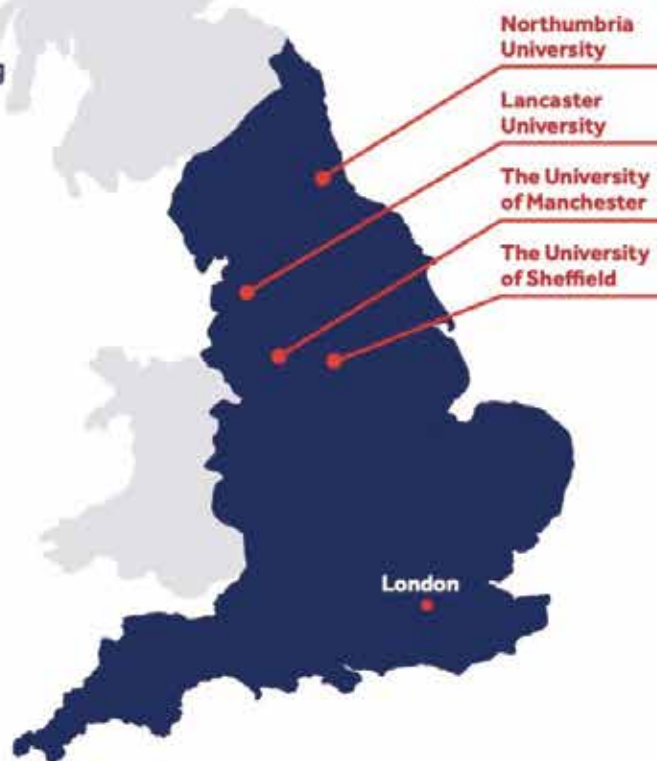 Northumbria
University
Lancaster
University
The University
of Manchester
The University
of Sheffield
London